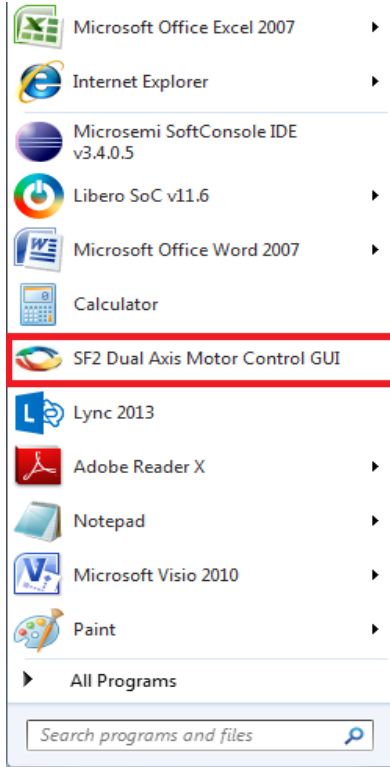 Microsoft Office Excel 2007
Internet Explorer
Microsemi SoftConsole IDE
v3.4.0.5
Libero SoC v11.6
Microsoft Office Word 2007
Calculator
SF2 Dual Axis Motor Control GUI
Lync 2013
Adobe Reader X
Notepad
Microsoft Visio 2010
Paint
All Programs
Search programs and files